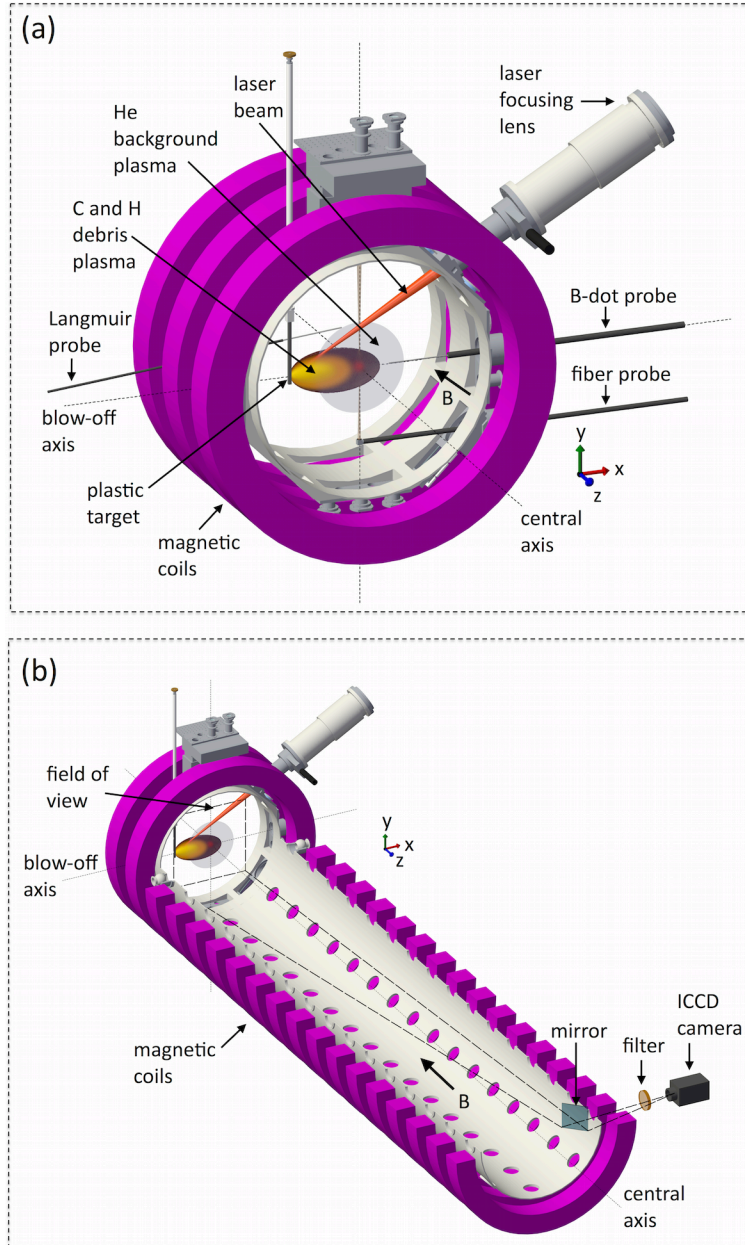 (a)
laser
beam
laser
focusing
lens
He
background
plasma
C and H
debris
plasma
Langmuir
probe
B-dot probe
blow-off
axis
B
fiber probe
y
x
z
plastic
target
magnetic
coils
central
axis
(b)
field of
view
y
x
z
blow-off
axis
ICCD
camera
mirror
filter
magnetic
coils
B
central
axis